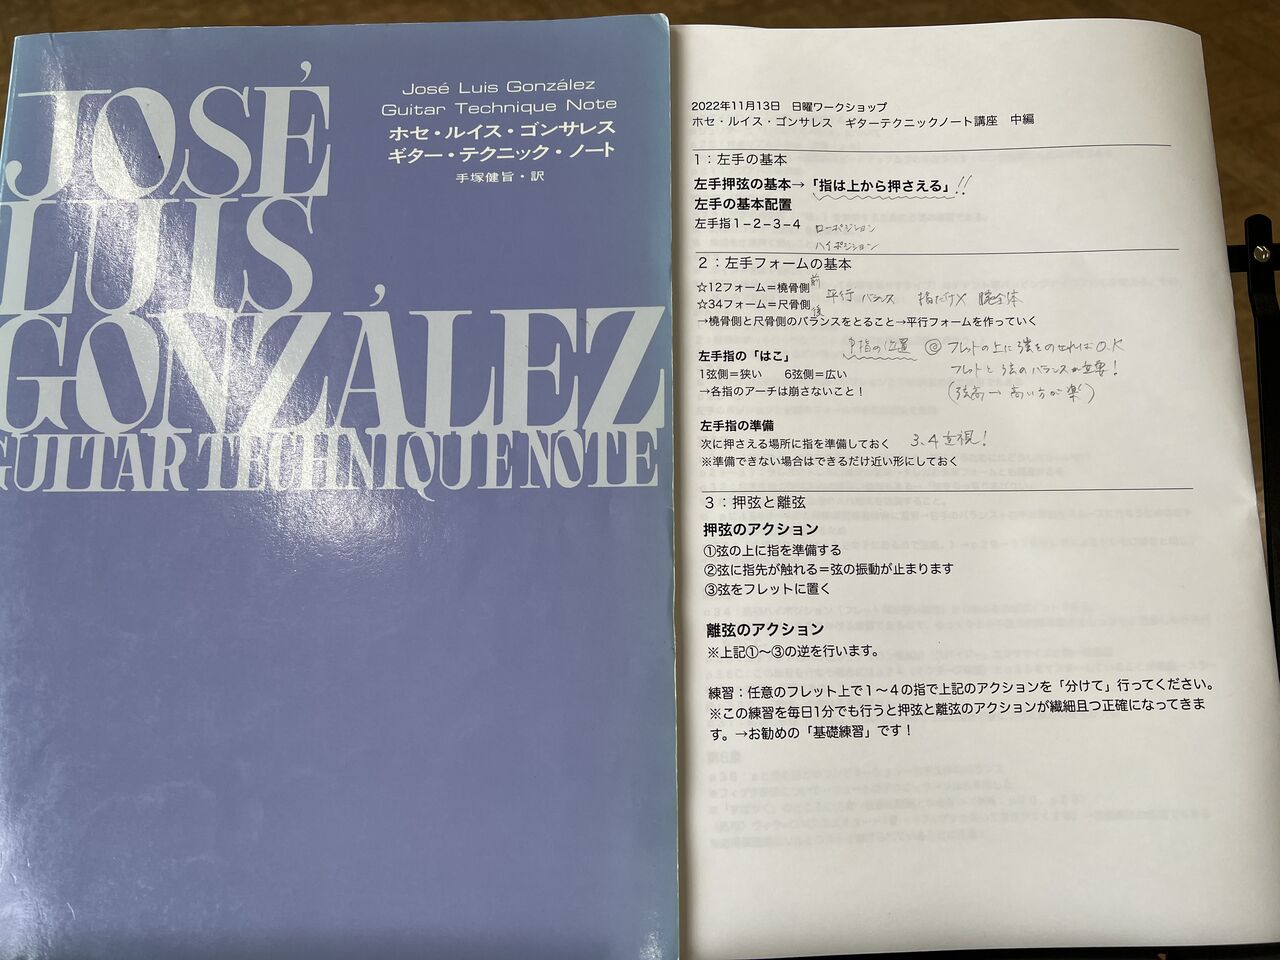 JOSÉ
LUIS
GONZÁLEZ
GUITAR TECHNIQUE NOTE
José Luis González
Guitar Technique Note
ホセ・ルイス・ゴンサレス
ギター・テクニック・ノート
手塚健旨・訳
2022年11月13日　日曜ワークショップ
ホセ・ルイス・ゴンサレス　ギターテクニックノート講座　中編
1：左手の基本
左手押弦の基本→「指は上から押さえる」!!
左手の基本配置
左手指1−2−3−4　ローポジション
ハイポジション
2：左手フォームの基本
☆12フォーム＝橈骨側 前 平行 バランス 指だけ× 腕全体
☆34フォーム＝尺骨側 後
→橈骨側と尺骨側のバランスをとること→平行フォームを作っていく
指の位置 ◎ フレットの上に弦をのせればO.K
左手指の「はこ」
フレットと弦のバランスが重要！
1弦側＝狭い　　6弦側＝広い
(弦高→高い方が楽)
→各指のアーチは崩さないこと！
左手指の準備
次に押さえる場所に指を準備しておく　3、4重視！
※準備できない場合はできるだけ近い形にしておく
3：押弦と離弦
押弦のアクション
①弦の上に指を準備する
②弦に指先が触れる＝弦の振動が止まります
③弦をフレットに置く
離弦のアクション
※上記①〜③の逆を行います。
練習：任意のフレット上で1〜4の指で上記のアクションを「分けて」行ってください。
※この練習を毎日1分でも行うと押弦と離弦のアクションが繊細且つ正確になってきま
す。→お勧めの「基礎練習」です！